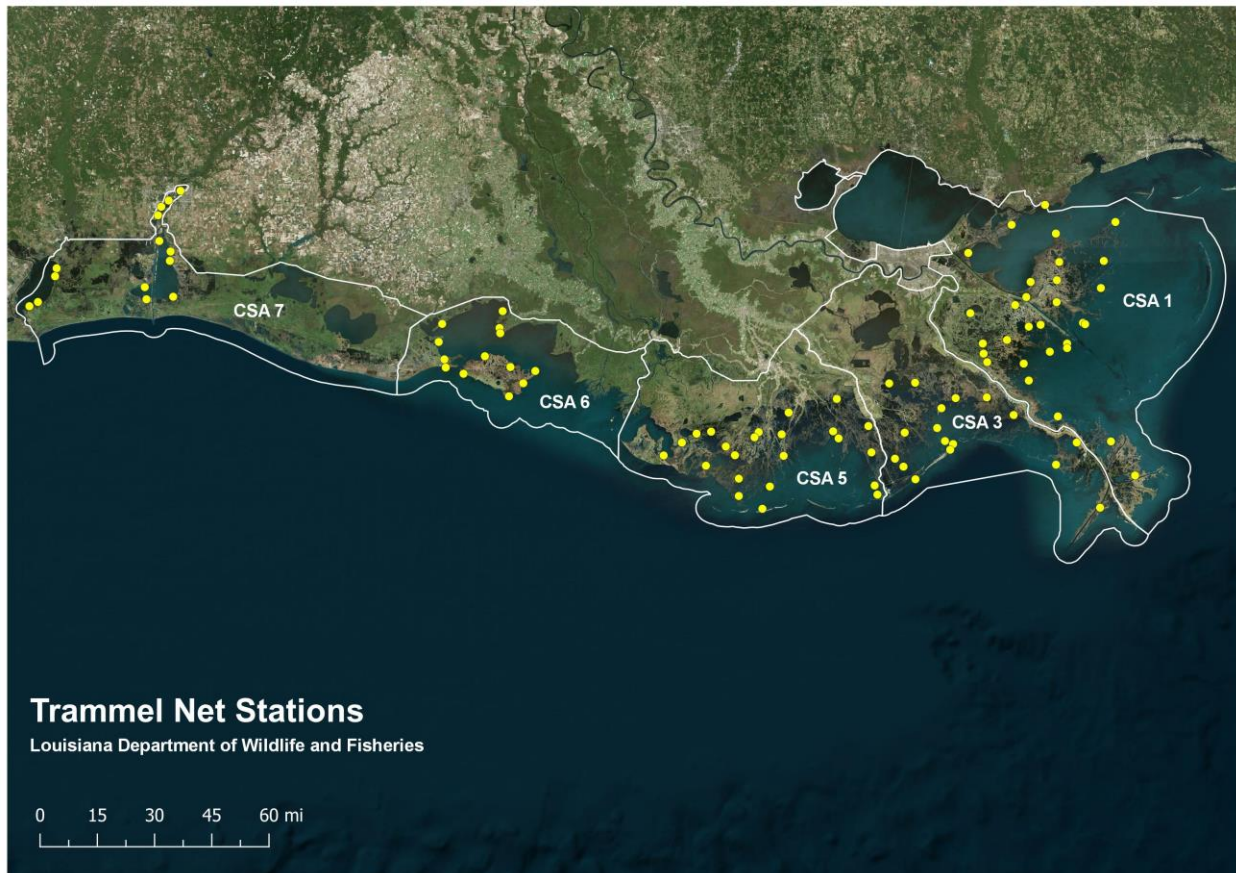 CSA 1
CSA 7
CSA 6
CSA 3
CSA 5
Trammel Net Stations
Louisiana Department of Wildlife and Fisheries
0 15 30 45 60 mi